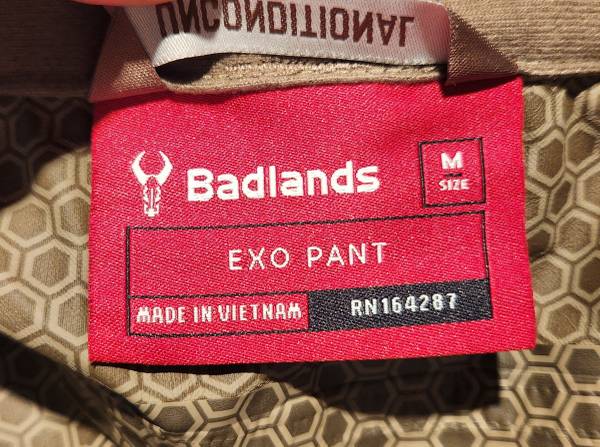 UNCONDITIONAL
Badlands
M
SIZE
EXO PANT
MADE IN VIETNAM
RN164287